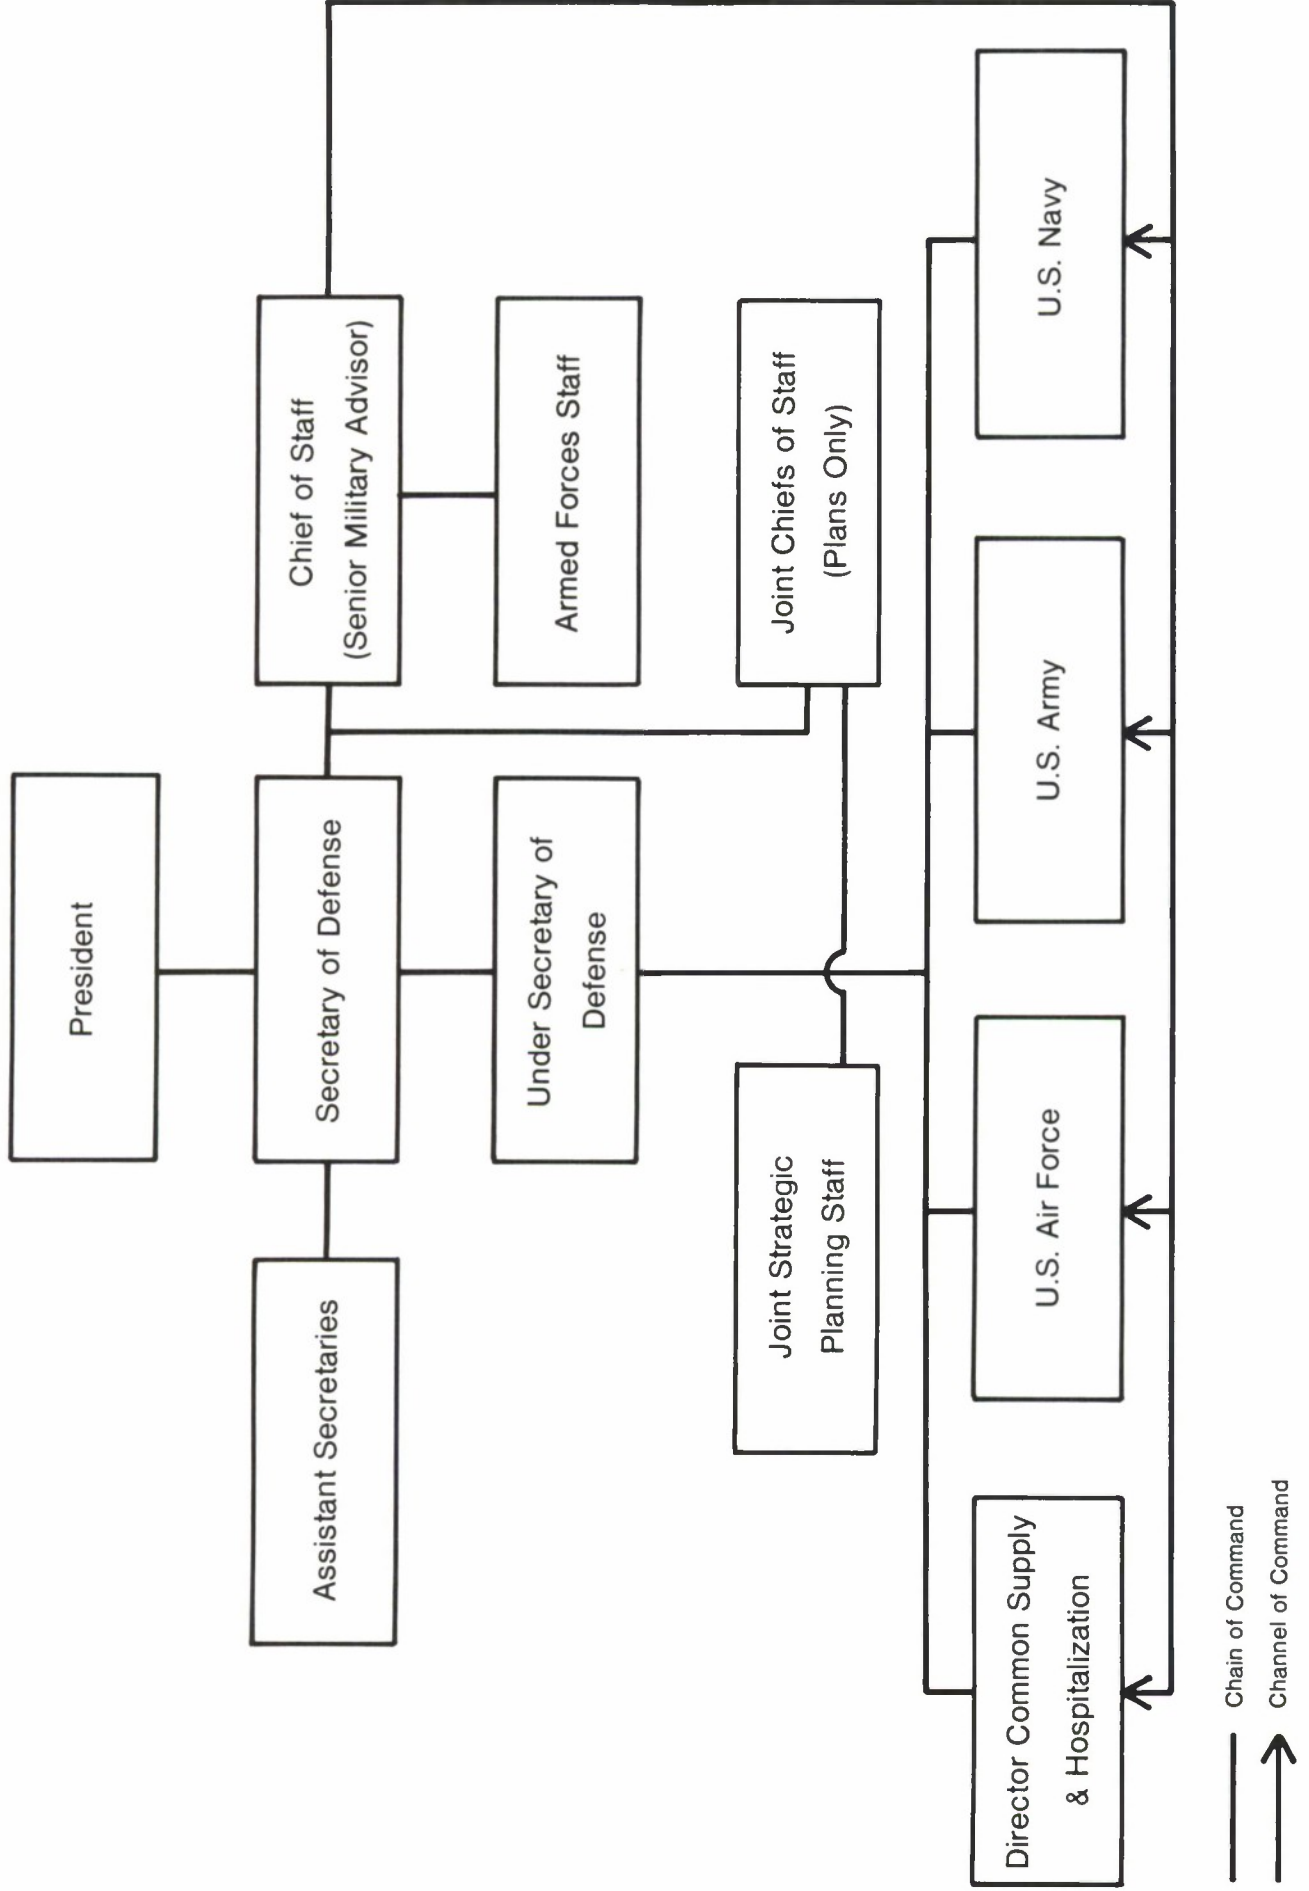 President
Assistant Secretaries
Secretary of Defense
Chief of Staff
(Senior Military Advisor)
Under Secretary of
Defense
Armed Forces Staff
Joint Strategic
Planning Staff
Joint Chiefs of Staff
(Plans Only)
Director Common Supply
& Hospitalization
U.S. Air Force
U.S. Army
U.S. Navy
Chain of Command
Channel of Command